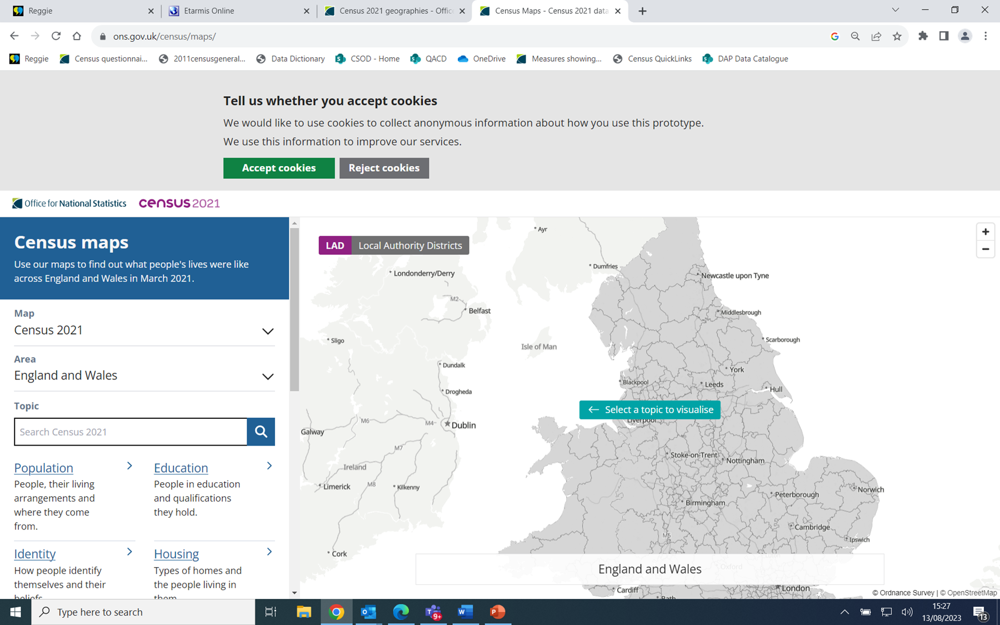 Reggie
Etarmis Online
Census 2021 geographies - Offic
Census Maps - Census 2021 data
ons.gov.uk/census/maps/
Reggie
Census questionnai...
2011censusgeneral...
Data Dictionary
CSOD - Home
QACD
OneDrive
Measures showing...
Census QuickLinks
DAP Data Catalogue
Tell us whether you accept cookies
We would like to use cookies to collect anonymous information about how you use this prototype.
We use this information to improve our services.
Accept cookies
Reject cookies
Office for National Statistics
census 2021
Census maps
Use our maps to find out what people's lives were like
across England and Wales in March 2021.
Map
Census 2021
Area
England and Wales
Topic
Search Census 2021
Population
People, their living
arrangements and
where they come
from.
Education
People in education
and qualifications
they hold.
Identity
How people identify
themselves and their
beliefs
Housing
Types of homes and
the people living in
them
LAD Local Authority Districts
Ayr
Dumfries
Londonderry/Derry
Newcastle upon Tyne
M2
Belfast
Middlesbrough
Sligo
Scarborough
Isle of Man
Dundalk
York
Blackpool
Leeds
Drogheda
Hull
Select a topic to visualise
M6
M4
Dublin
Liverpool
Galway
M7
Stoke-on-Trent
Nottingham
Ireland
M8
Limerick
Kilkenny
Norwich
Peterborough
Birmingham
Cambridge
M5
Ipswich
Cork
England and Wales
Oxford
Cardiff
London
Bath
© Ordnance Survey | © OpenStreetMap
Type here to search
9+
15:27
13/08/2023
13